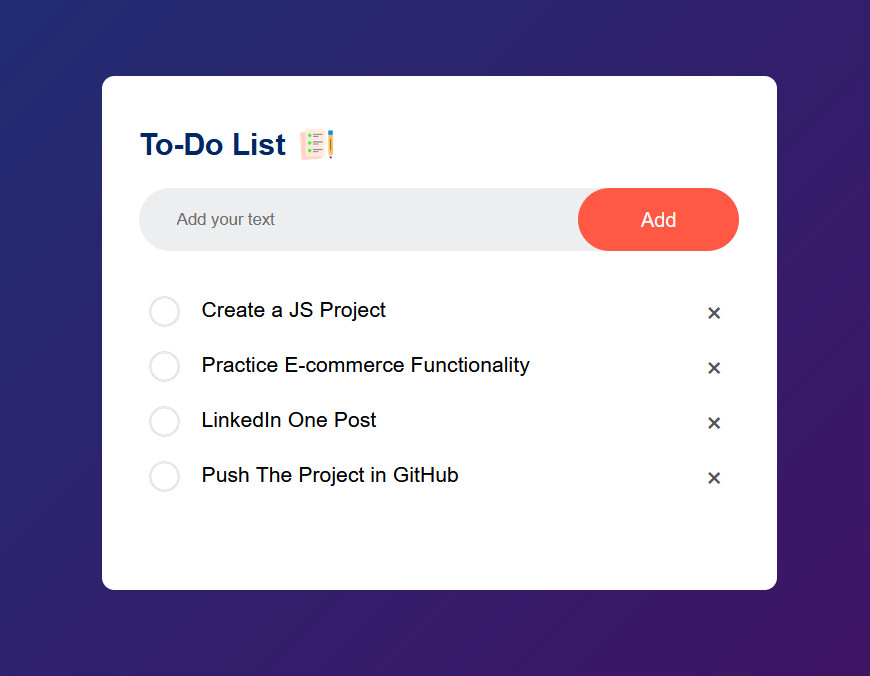 To-Do List
Add your text
Add
Create a JS Project
×
Practice E-commerce Functionality
×
LinkedIn One Post
×
Push The Project in GitHub
×